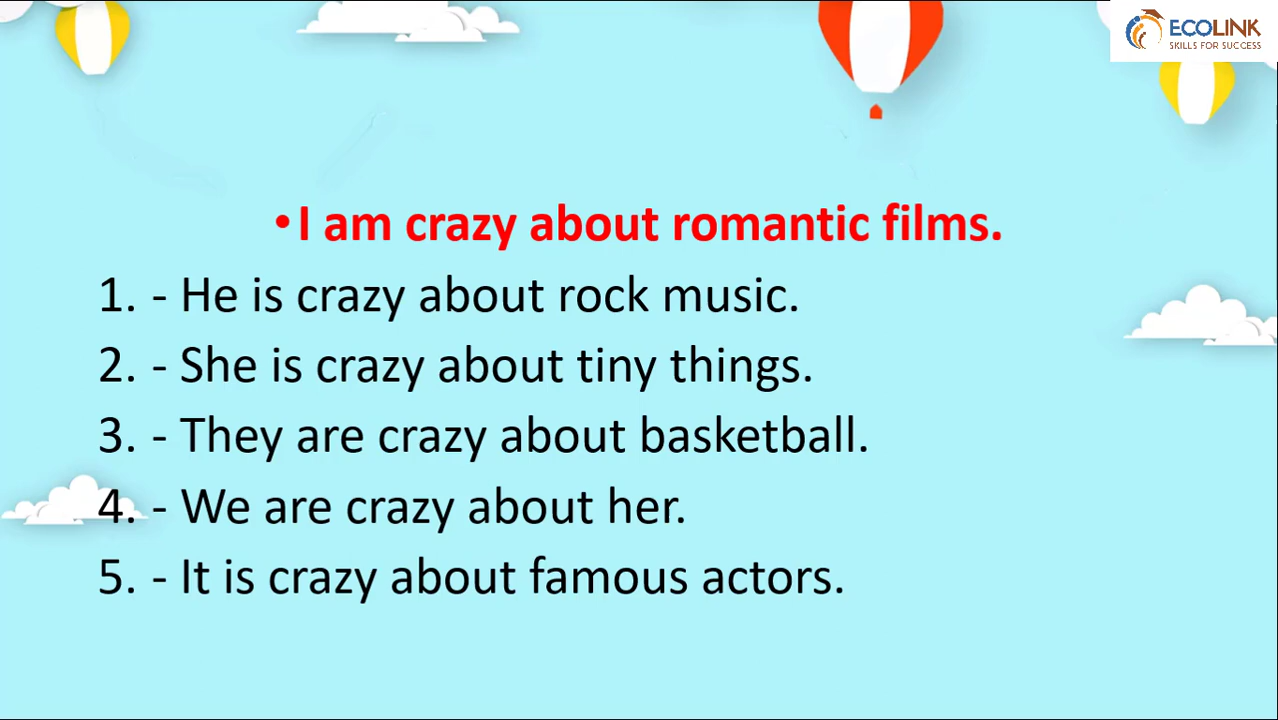 ECOLINK
SKILLS FOR SUCCESS
•I am crazy about romantic films.
1. - He is crazy about rock music.
2. - She is crazy about tiny things.
3. - They are crazy about basketball.
4. - We are crazy about her.
5. - It is crazy about famous actors.